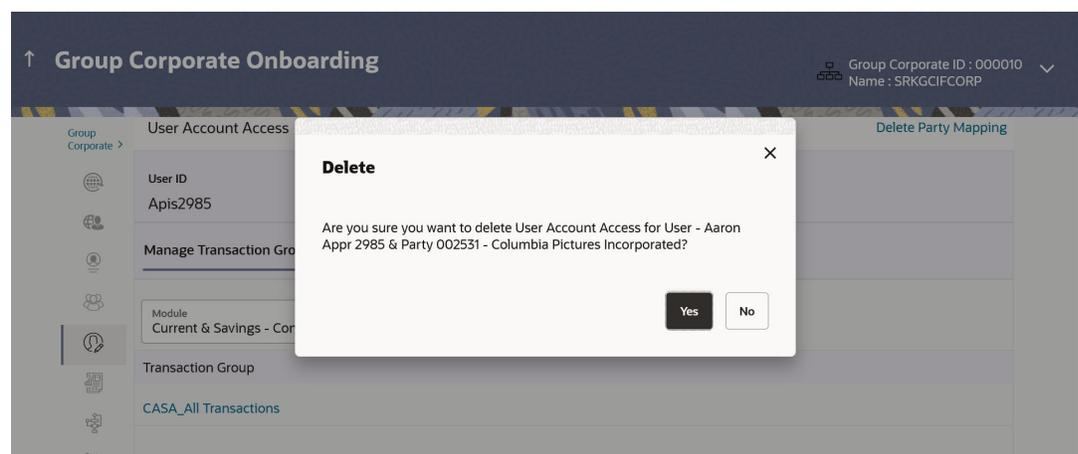 Group Corporate Onboarding
Group Corporate ID : 000010
Name : SRKGCIFCORP
Group
Corporate
User Account Access
Delete Party Mapping
User ID
Apis2985
Manage Transaction Gro
Module
Current & Savings - Con
Transaction Group
CASA_All Transactions
Delete
Are you sure you want to delete User Account Access for User - Aaron
Appr 2985 & Party 002531 - Columbia Pictures Incorporated?
Yes
No